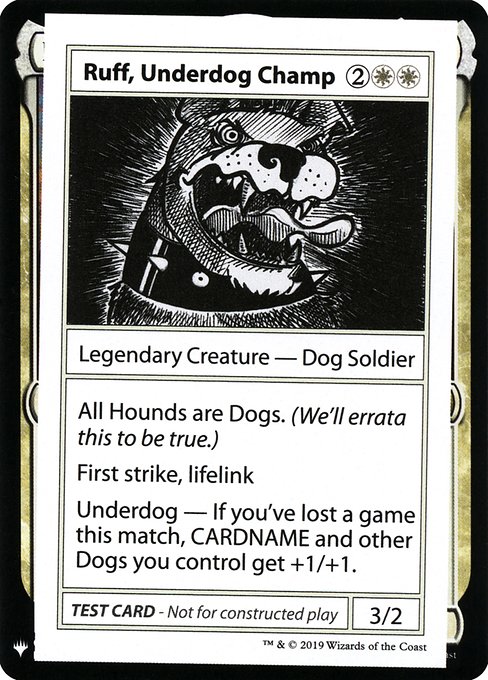 Ruff, Underdog Champ 2
Legendary Creature — Dog Soldier
All Hounds are Dogs. (We'll errata
this to be true.)
First strike, lifelink
Underdog — If you've lost a game
this match, CARDNAME and other
Dogs you control get +1/+1.
TEST CARD - Not for constructed play
3/2
™ & © 2019 Wizards of the Coast